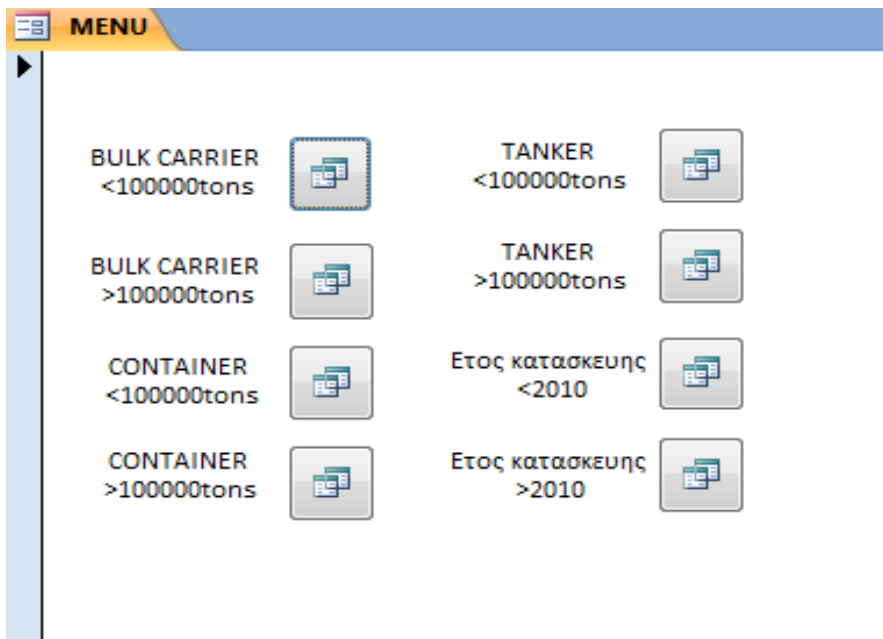 MENU
BULK CARRIER
<100000tons
TANKER
<100000tons
BULK CARRIER
>100000tons
TANKER
>100000tons
CONTAINER
<100000tons
Ετος κατασκευης
<2010
CONTAINER
>100000tons
Ετος κατασκευης
>2010